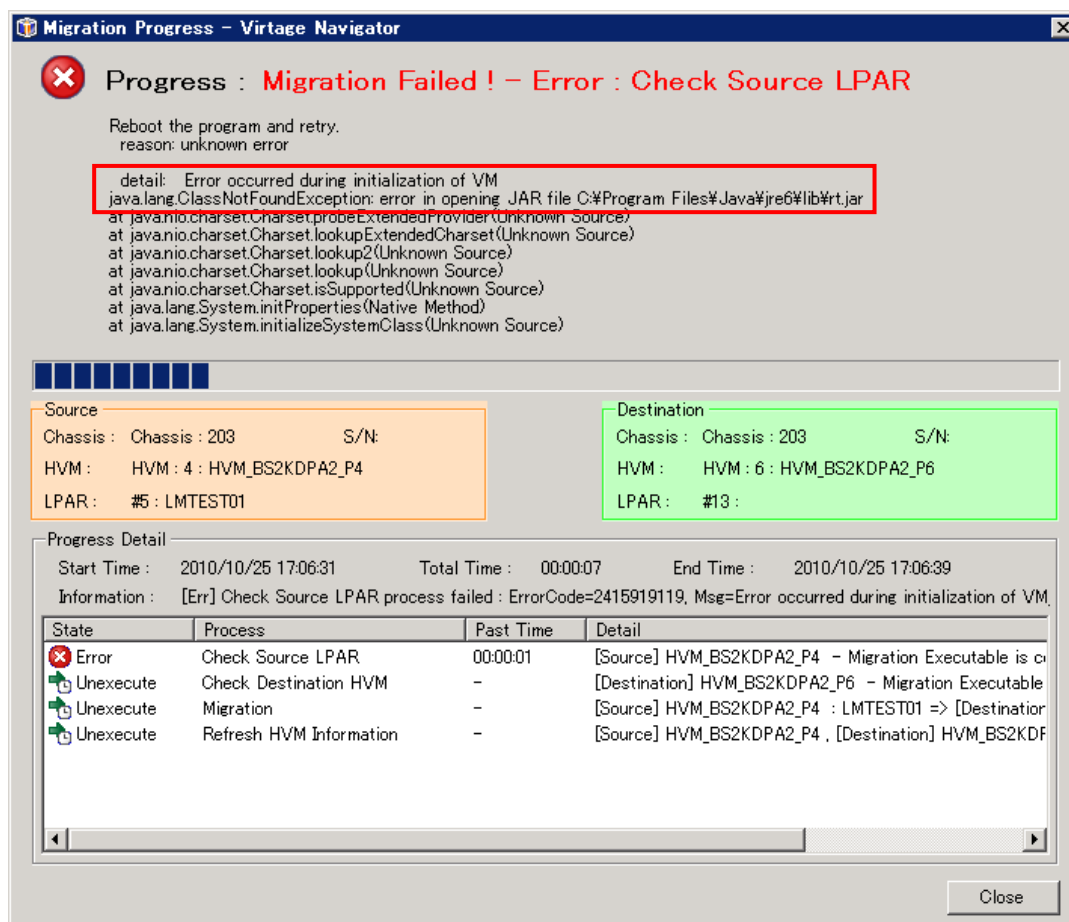 Migration Progress - Virtage Navigator
Progress : Migration Failed ! - Error : Check Source LPAR
Reboot the program and retry.
reason: unknown error
detail: Error occurred during initialization of VM
java.lang.ClassNotFoundException: error in opening JAR file C:¥Program Files¥Java¥jre6¥lib¥rt.jar
at java.nio.charset.Charset.probeExtendedProvider(Unknown Source)
at java.nio.charset.Charset.lookupExtendedCharset(Unknown Source)
at java.nio.charset.Charset.lookup2(Unknown Source)
at java.nio.charset.Charset.lookup(Unknown Source)
at java.nio.charset.Charset.isSupported(Unknown Source)
at java.lang.System.initProperties(Native Method)
at java.lang.System.initializeSystemClass(Unknown Source)
Source
Chassis : Chassis : 203 S/N:
HVM : HVM : 4 : HVM_BS2KDPA2_P4
LPAR : #5 : LMTEST01
Destination
Chassis : Chassis : 203 S/N:
HVM : HVM : 6 : HVM_BS2KDPA2_P6
LPAR : #13 :
Progress Detail
Start Time : 2010/10/25 17:06:31 Total Time : 00:00:07 End Time : 2010/10/25 17:06:39
Information : [Err] Check Source LPAR process failed : ErrorCode=2415919119, Msg=Error occurred during initialization of VM
State Process Past Time Detail
Error Check Source LPAR 00:00:01 [Source] HVM_BS2KDPA2_P4 - Migration Executable is c
Unexecute Check Destination HVM - [Destination] HVM_BS2KDPA2_P6 - Migration Executable
Unexecute Migration - [Source] HVM_BS2KDPA2_P4 : LMTEST01 => [Destination
Unexecute Refresh HVM Information - [Source] HVM_BS2KDPA2_P4 , [Destination] HVM_BS2KDP
Close